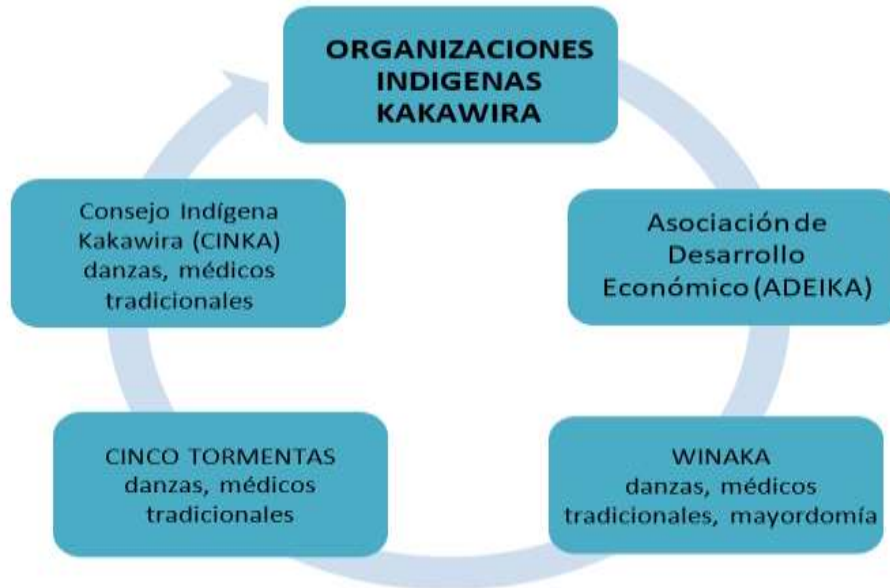 ORGANIZACIONES
INDIGENAS
KAKAWIRA
Asociación de
Desarrollo
Económico (ADEIKA)
WINAKA
danzas, médicos
tradicionales, mayordomía
CINCO TORMENTAS
danzas, médicos
tradicionales
Consejo Indígena
Kakawira (CINKA)
danzas, médicos
tradicionales